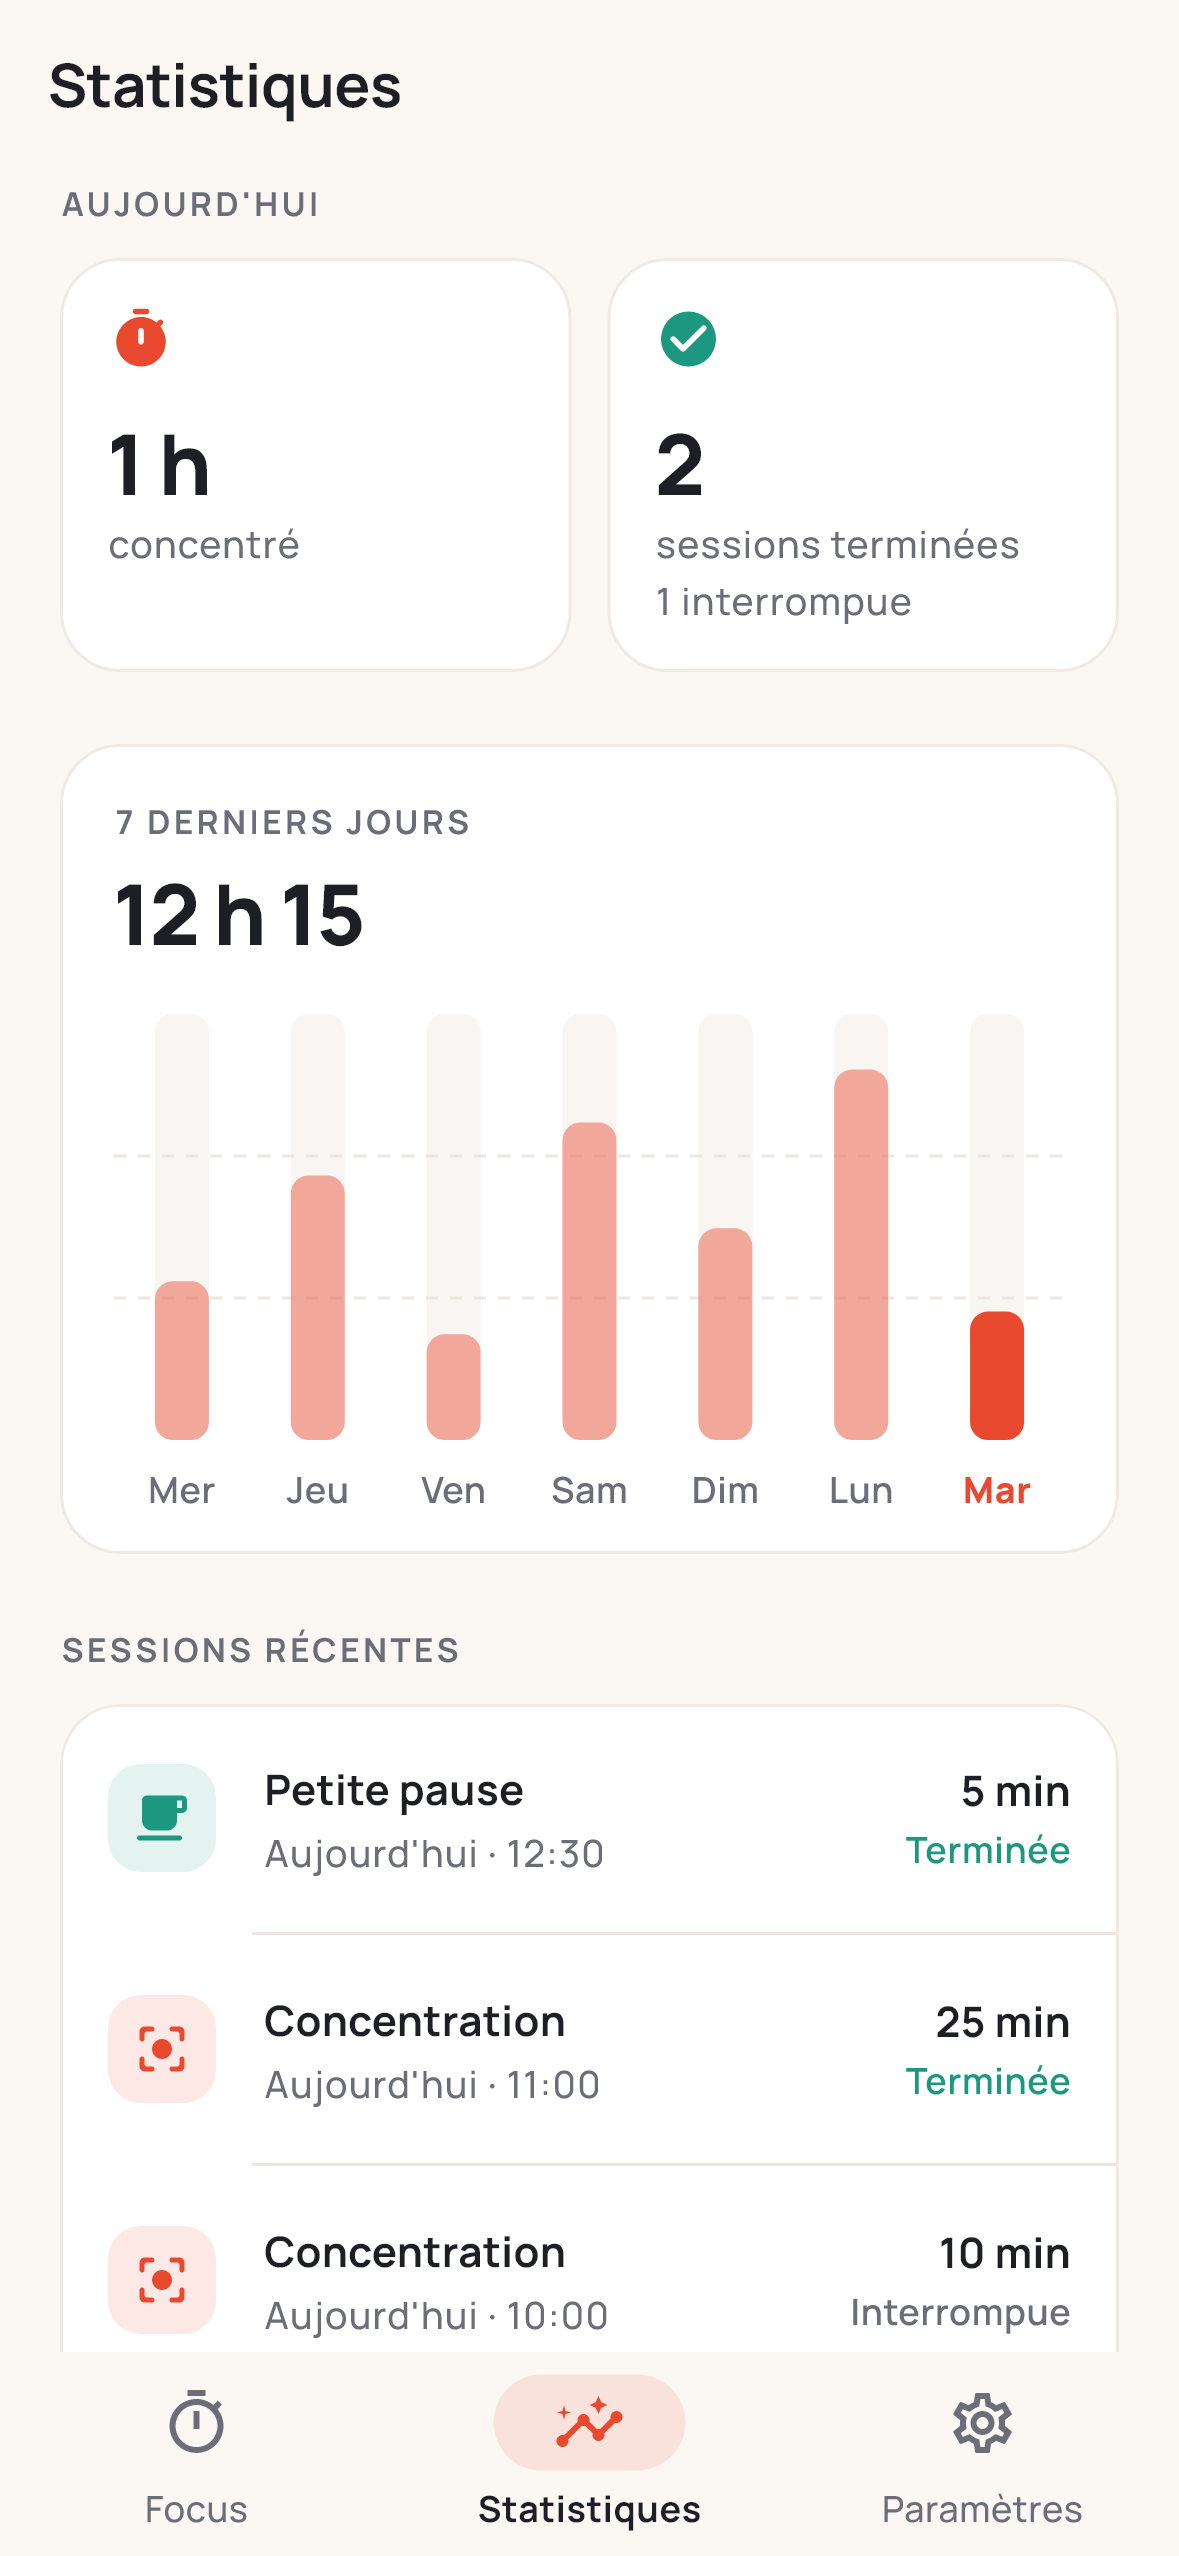 Statistiques
AUJOURD'HUI
1 h
concentré
2
sessions terminées
1 interrompue
7 DERNIERS JOURS
12 h 15
Mer Jeu Ven Sam Dim Lun Mar
SESSIONS RÉCENTES
Petite pause 5 min
Aujourd'hui · 12:30 Terminée
Concentration 25 min
Aujourd'hui · 11:00 Terminée
Concentration 10 min
Aujourd'hui · 10:00 Interrompue
Focus Statistiques Paramètres